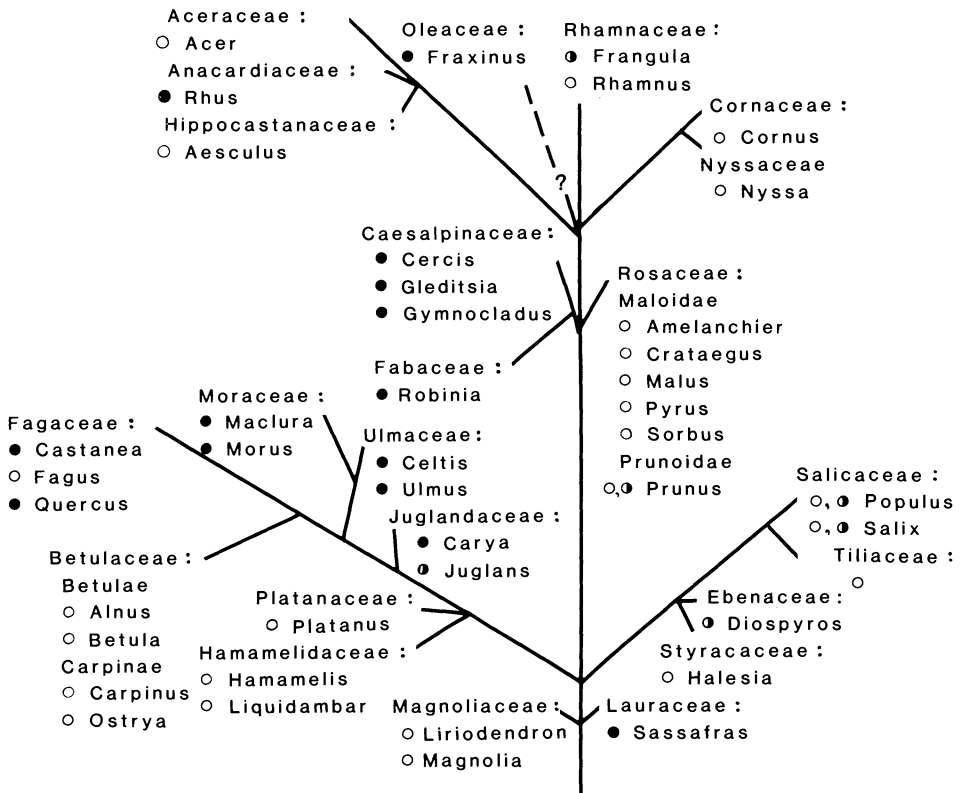 Aceraceae :
Acer
Anacardiaceae :
Rhus
Hippocastanaceae :
Aesculus
Oleaceae :
Fraxinus
Rhamnaceae :
Frangula
Rhamnus
Cornaceae :
Cornus
Nyssaceae
Nyssa
?
Caesalpinaceae :
Cercis
Gleditsia
Gymnocladus
Fabaceae :
Robinia
Rosaceae :
Maloidae
Amelanchier
Crataegus
Malus
Pyrus
Sorbus
Prunoidae
, Prunus
Moraceae :
Maclura
Morus
Fagaceae :
Castanea
Fagus
Quercus
Ulmaceae :
Celtis
Ulmus
Juglandaceae :
Carya
Juglans
Betulaceae :
Betulae
Alnus
Betula
Carpinae
Carpinus
Ostrya
Platanaceae :
Platanus
Hamamelidaceae :
Hamamelis
Liquidambar
Salicaceae :
, Populus
, Salix
Tiliaceae :
Ebenaceae :
Diospyros
Styracaceae :
Halesia
Magnoliaceae :
Liriodendron
Magnolia
Lauraceae :
Sassafras